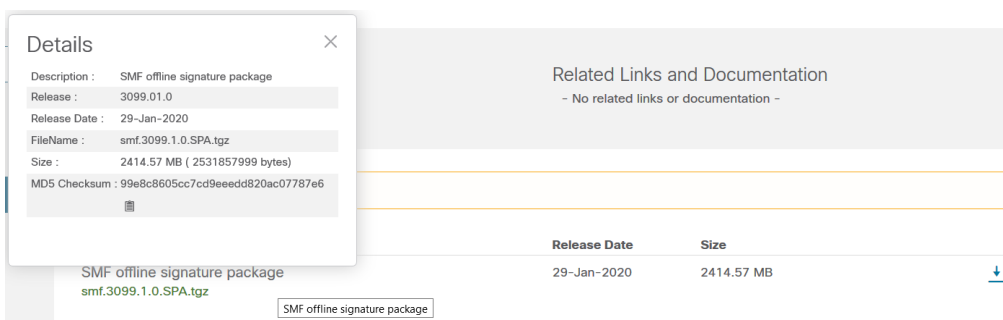 Details
Description : SMF offline signature package
Release : 3099.01.0
Release Date : 29-Jan-2020
FileName : smf.3099.1.0.SPA.tgz
Size : 2414.57 MB ( 2531857999 bytes)
MD5 Checksum : 99e8c8605cc7cd9eeedd820ac07787e6
Related Links and Documentation
- No related links or documentation -
Release Date Size
SMF offline signature package 29-Jan-2020 2414.57 MB
smf.3099.1.0.SPA.tgz
SMF offline signature package